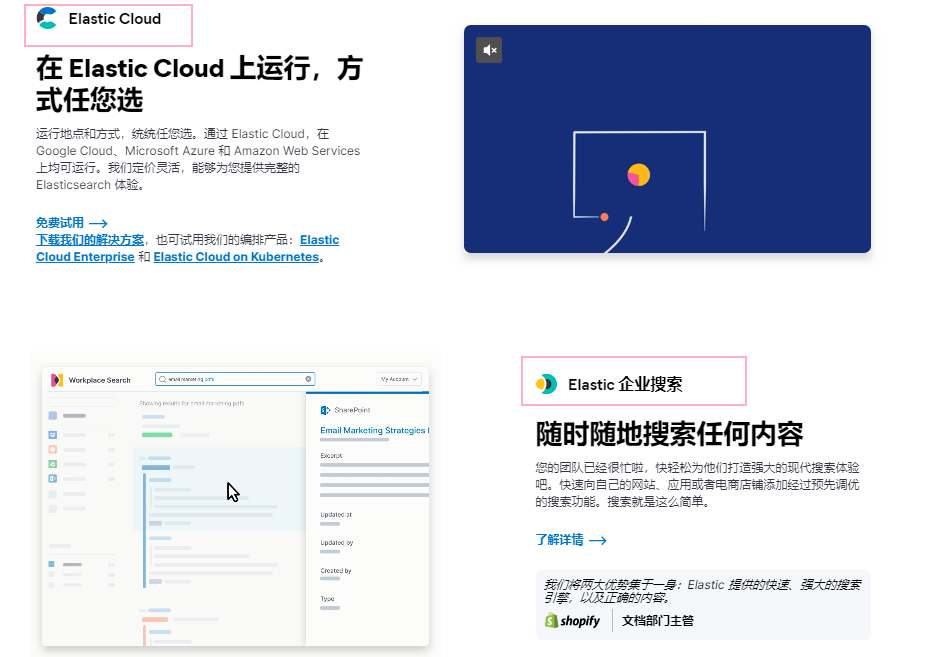 Elastic Cloud
在 Elastic Cloud 上运行，方
式任您选
运行地点和方式，统统任您选。通过 Elastic Cloud，在
Google Cloud、Microsoft Azure 和 Amazon Web Services
上均可运行。我们定价灵活，能够为您提供完整的
Elasticsearch 体验。
免费试用
下载我们的解决方案，也可试用我们的编排产品：Elastic
Cloud Enterprise 和 Elastic Cloud on Kubernetes。
Workplace Search
email marketing pdfs
My Account
Showing results for email marketing pdfs
SharePoint
Email Marketing Strategies
Excerpt
Updated at
Updated by
Created by
Type
Elastic 企业搜索
随时随地搜索任何内容
您的团队已经很忙啦，快轻松为他们打造强大的现代搜索体验
吧。快速向自己的网站、应用或者电商店铺添加经过预先调优
的搜索功能。搜索就是这么简单。
了解详情
我们将两大优势集于一身：Elastic 提供的快速、强大的搜索
引擎，以及正确的内容。
shopify 文档部门主管